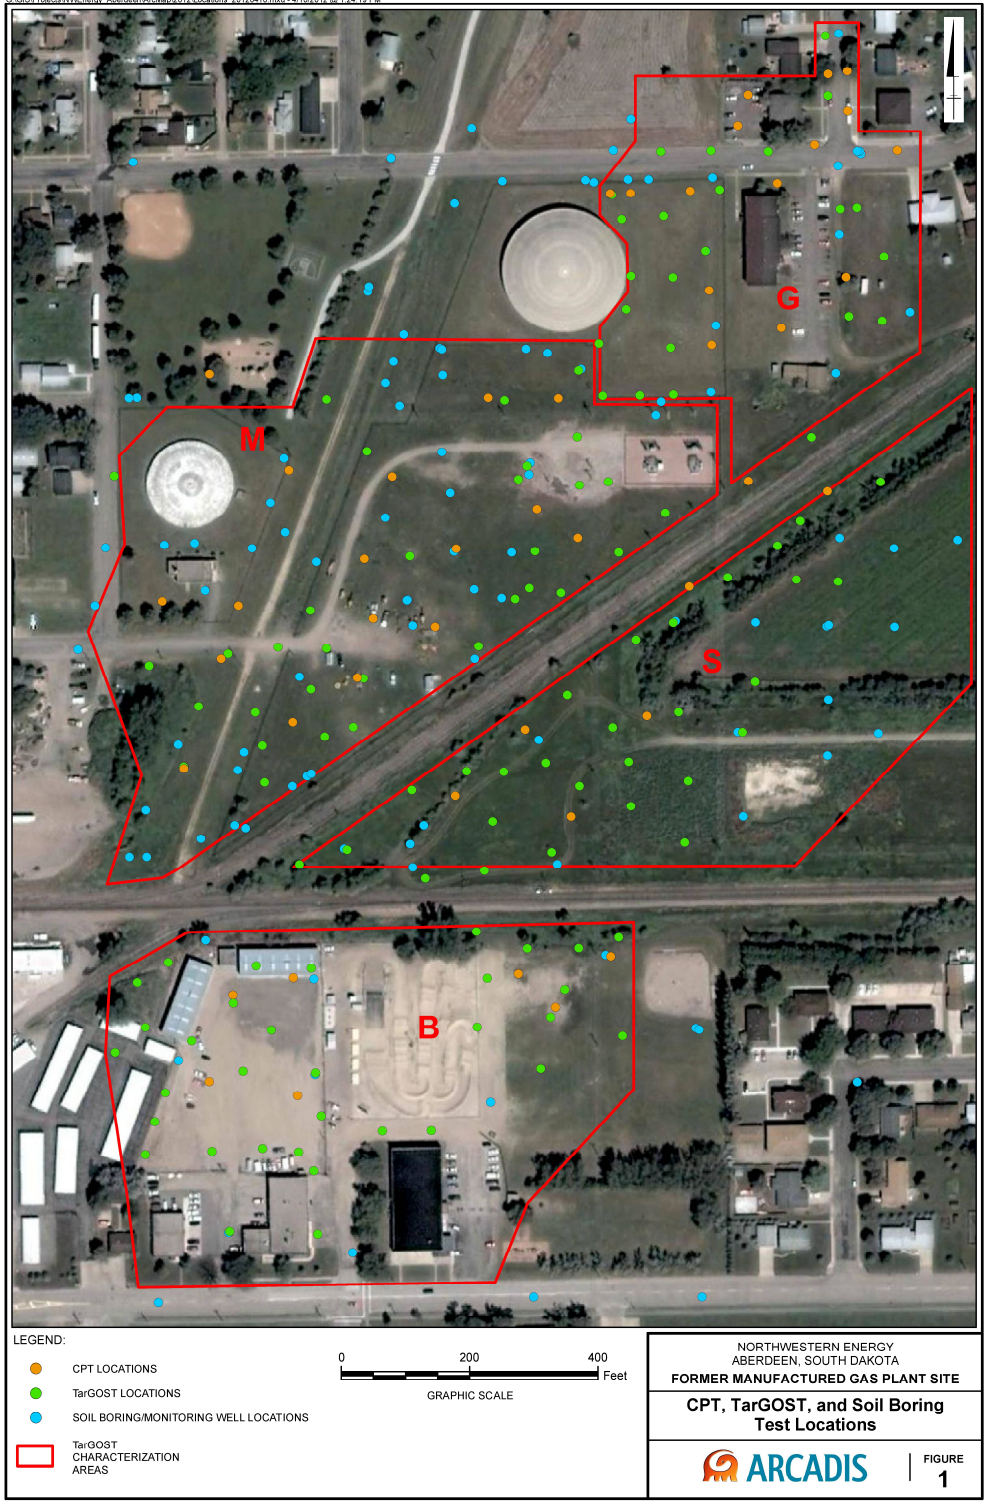 G
M
S
B
LEGEND:
CPT LOCATIONS
TarGOST LOCATIONS
SOIL BORING/MONITORING WELL LOCATIONS
TarGOST
CHARACTERIZATION
AREAS
0 200 400
Feet
GRAPHIC SCALE
NORTHWESTERN ENERGY
ABERDEEN, SOUTH DAKOTA
FORMER MANUFACTURED GAS PLANT SITE
CPT, TarGOST, and Soil Boring
Test Locations
ARCADIS
FIGURE
1